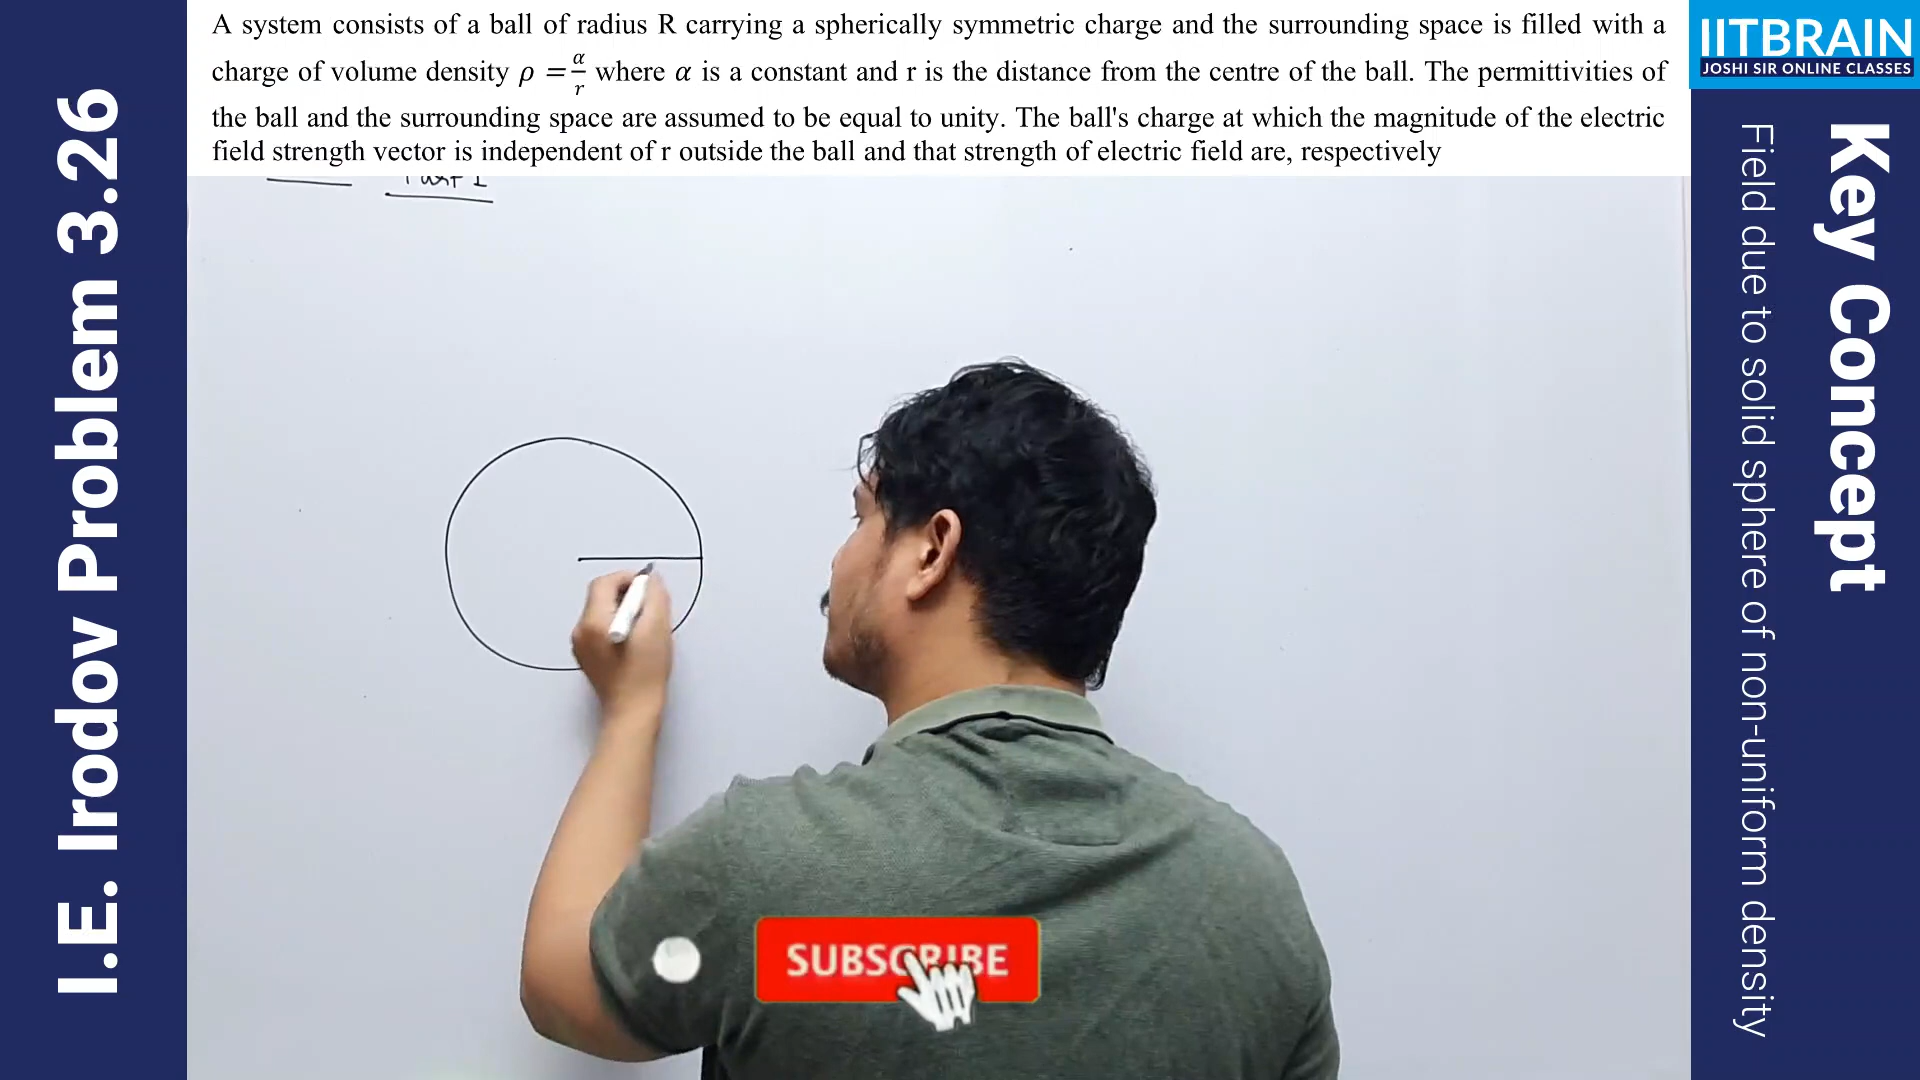 A system consists of a ball of radius R carrying a spherically symmetric charge and the surrounding space is filled with a
charge of volume density ρ = α/r where α is a constant and r is the distance from the centre of the ball. The permittivities of
the ball and the surrounding space are assumed to be equal to unity. The ball's charge at which the magnitude of the electric
field strength vector is independent of r outside the ball and that strength of electric field are, respectively
IITBRAIN
JOSHI SIR ONLINE CLASSES
I.E. Irodov Problem 3.26
Key Concept
Field due to solid sphere of non-uniform density
SUBSCRIBE